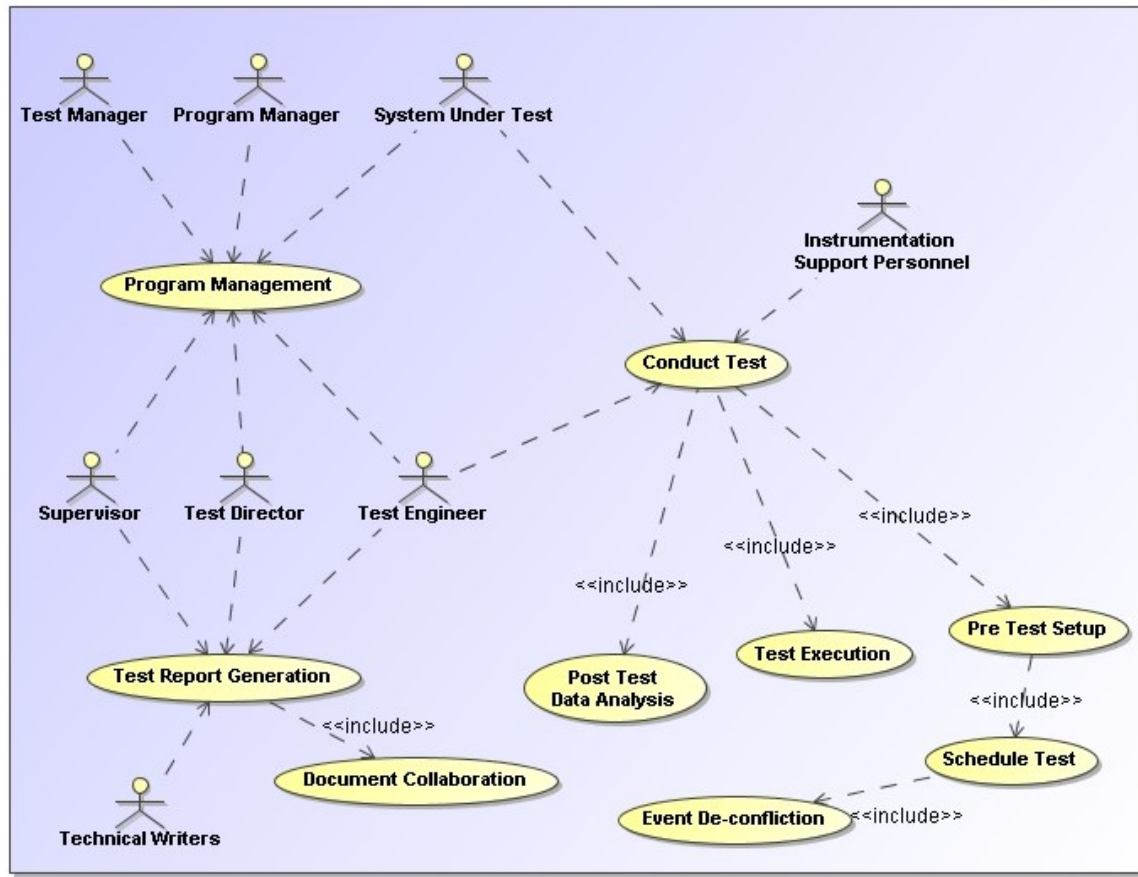 Test Manager
Program Manager
System Under Test
Instrumentation
Support Personnel
Program Management
Conduct Test
Supervisor
Test Director
Test Engineer
<<include>>
<<include>>
<<include>>
Pre Test Setup
Test Execution
Test Report Generation
Post Test
Data Analysis
<<include>>
<<include>>
Schedule Test
Document Collaboration
Event De-confliction
<<include>>
Technical Writers